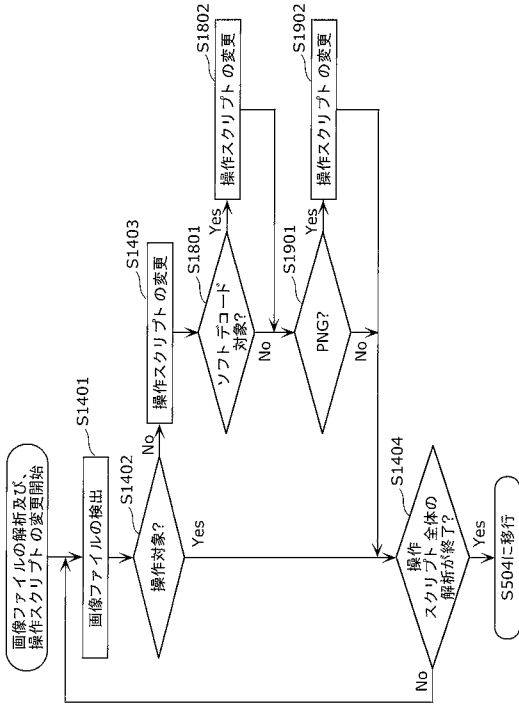 画像ファイルの解析及び、
操作スクリプトの変更開始
S1401
画像ファイルの検出
S1402
操作対象?
No
Yes
S1403
操作スクリプトの変更
S1801
ソフトデコード
対象?
Yes
No
S1802
操作スクリプトの変更
S1901
PNG?
Yes
No
S1902
操作スクリプトの変更
S1404
操作
スクリプト全体の
解析が終了?
No
Yes
S504に移行